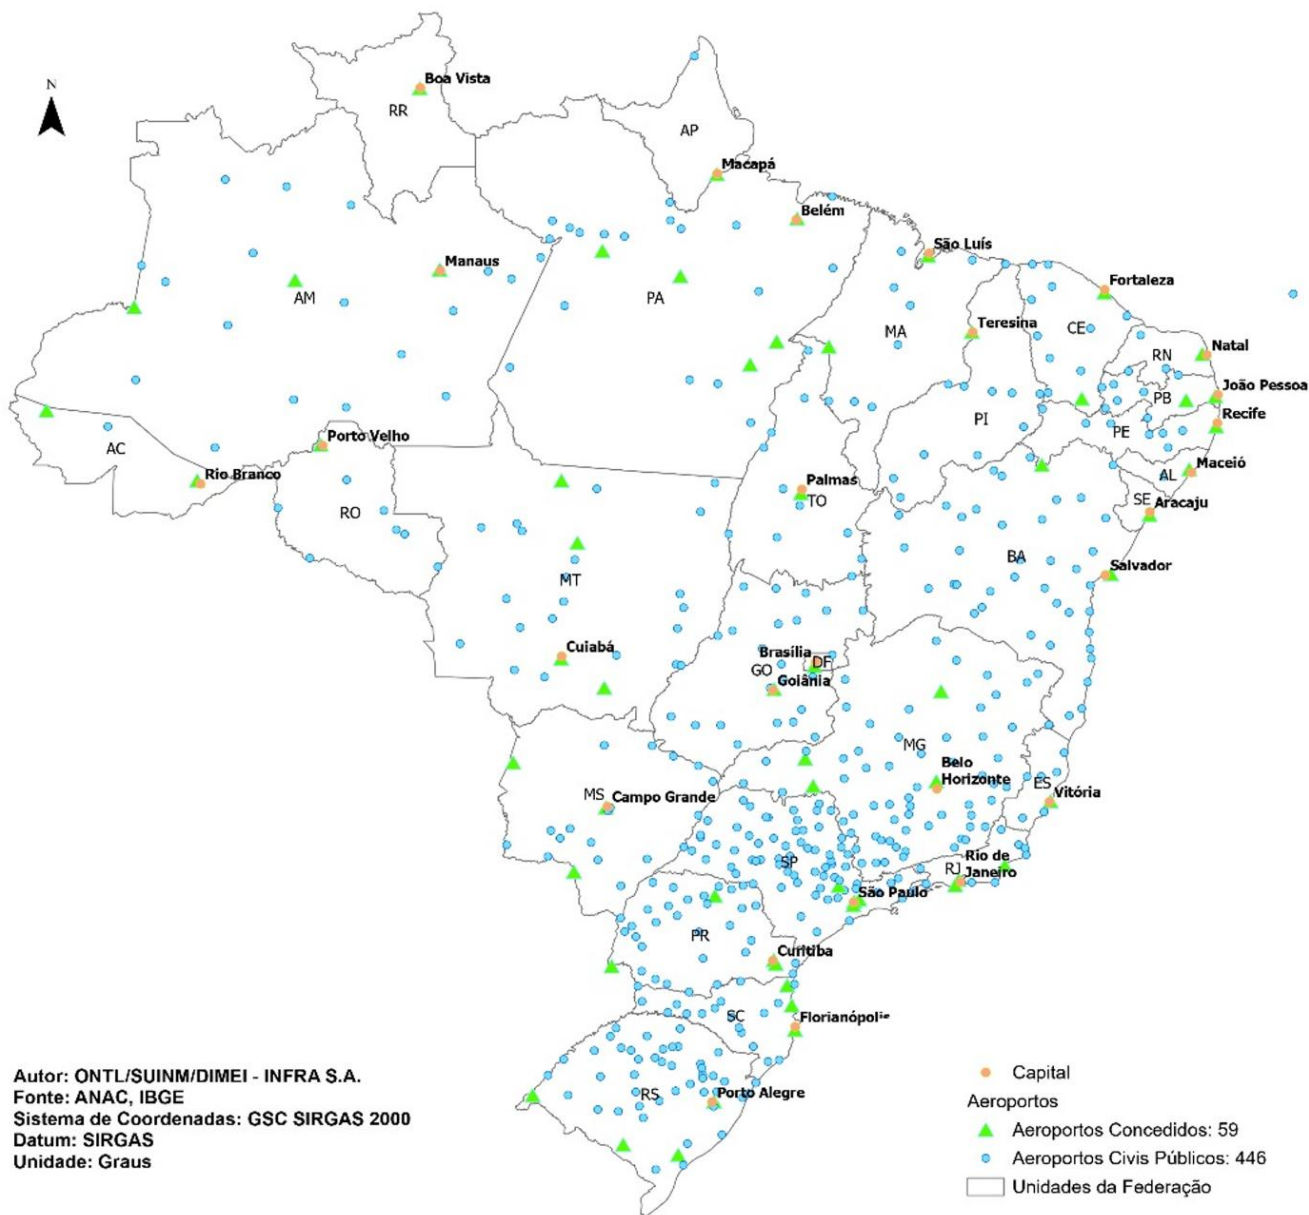 N
Boa Vista
RR
AP
Macapá
Belém
São Luís
Manaus
Fortaleza
AM
PA
MA
Teresina
CE
RN
Natal
João Pessoa
PB
Recife
PI
PE
Porto Velho
AC
Rio Branco
Maceió
AL
Palmas
TO
SE
Aracaju
RO
BA
Salvador
MT
Cuiabá
Brasília
DF
GO
Goiânia
MG
Belo
Horizonte
ES
Vitória
MS
Campo Grande
SP
Rio de
Janeiro
RJ
São Paulo
PR
Curitiba
SC
Florianópolis
RS
Porto Alegre
Autor: ONTL/SUINM/DIMEI - INFRA S.A.
Fonte: ANAC, IBGE
Sistema de Coordenadas: GSC SIRGAS 2000
Datum: SIRGAS
Unidade: Graus
Capital
Aeroportos
Aeroportos Concedidos: 59
Aeroportos Civis Públicos: 446
Unidades da Federação